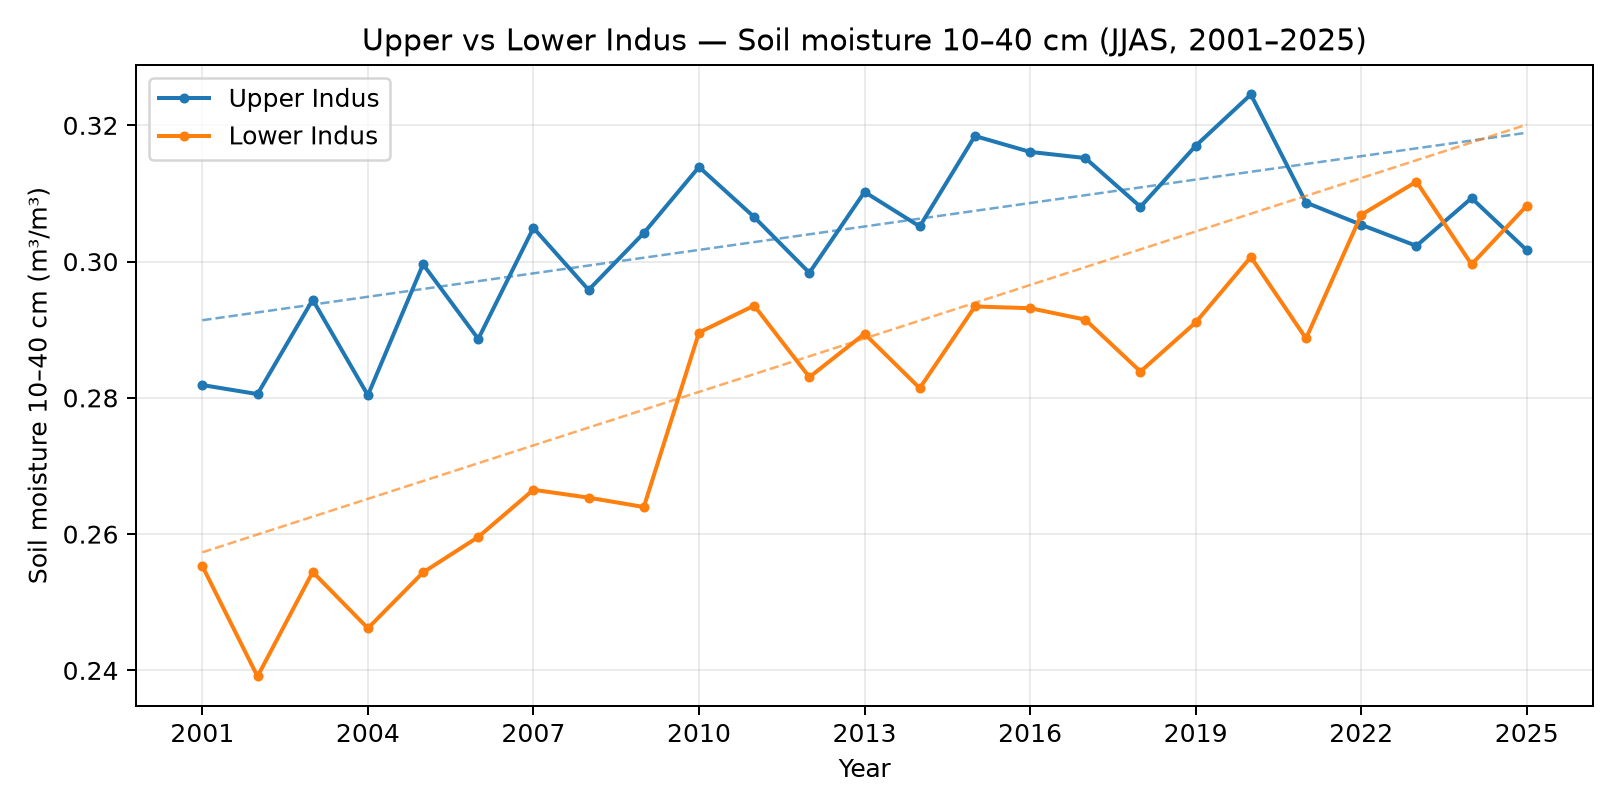 Upper vs Lower Indus — Soil moisture 10–40 cm (JJAS, 2001–2025)
Upper Indus
Lower Indus
Soil moisture 10–40 cm (m³/m³)
0.32
0.30
0.28
0.26
0.24
2001 2004 2007 2010 2013 2016 2019 2022 2025
Year